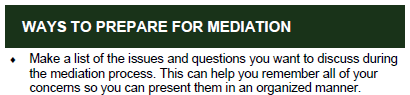 WAYS TO PREPARE FOR MEDIATION
♦ Make a list of the issues and questions you want to discuss during
the mediation process. This can help you remember all of your
concerns so you can present them in an organized manner.